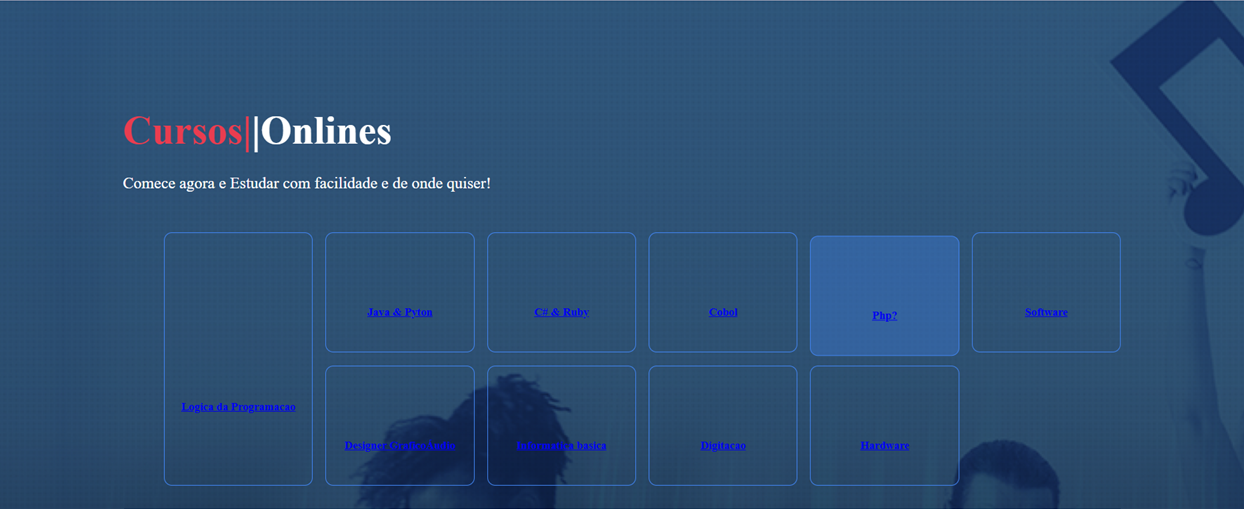 Cursos||Onlines
Comece agora e Estudar com facilidade e de onde quiser!
Java & Pyton
C# & Ruby
Cobol
Php?
Software
Logica da Programacao
Designer Grafico
Informatica basica
Digitacao
Hardware